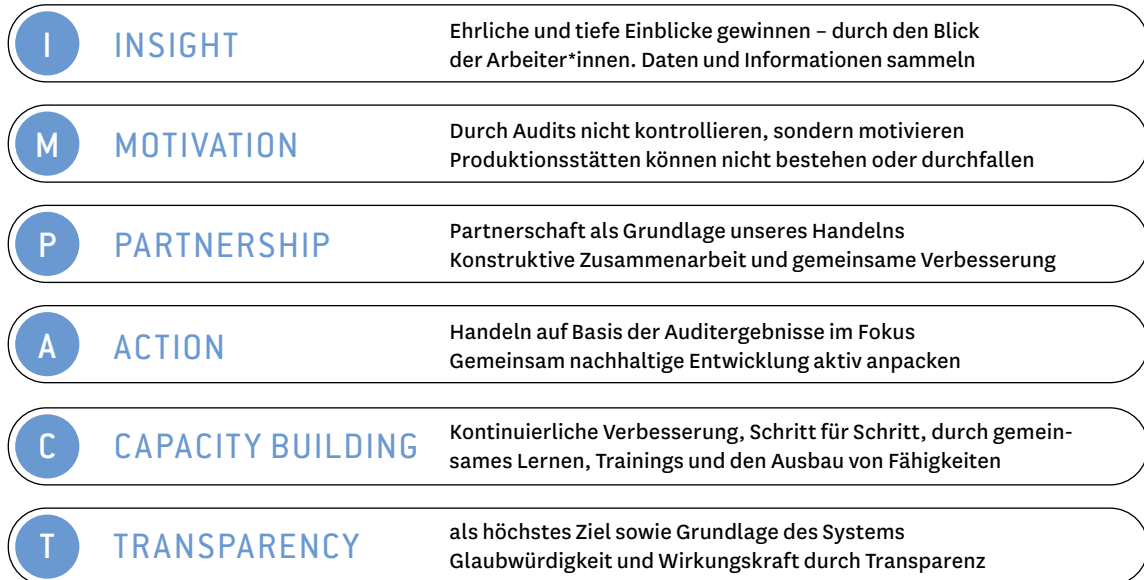 I INSIGHT
Ehrliche und tiefe Einblicke gewinnen – durch den Blick
der Arbeiter*innen. Daten und Informationen sammeln
M MOTIVATION
Durch Audits nicht kontrollieren, sondern motivieren
Produktionsstätten können nicht bestehen oder durchfallen
P PARTNERSHIP
Partnerschaft als Grundlage unseres Handelns
Konstruktive Zusammenarbeit und gemeinsame Verbesserung
A ACTION
Handeln auf Basis der Auditergebnisse im Fokus
Gemeinsam nachhaltige Entwicklung aktiv anpacken
C CAPACITY BUILDING
Kontinuierliche Verbesserung, Schritt für Schritt, durch gemein-
sames Lernen, Trainings und den Ausbau von Fähigkeiten
T TRANSPARENCY
als höchstes Ziel sowie Grundlage des Systems
Glaubwürdigkeit und Wirkungskraft durch Transparenz